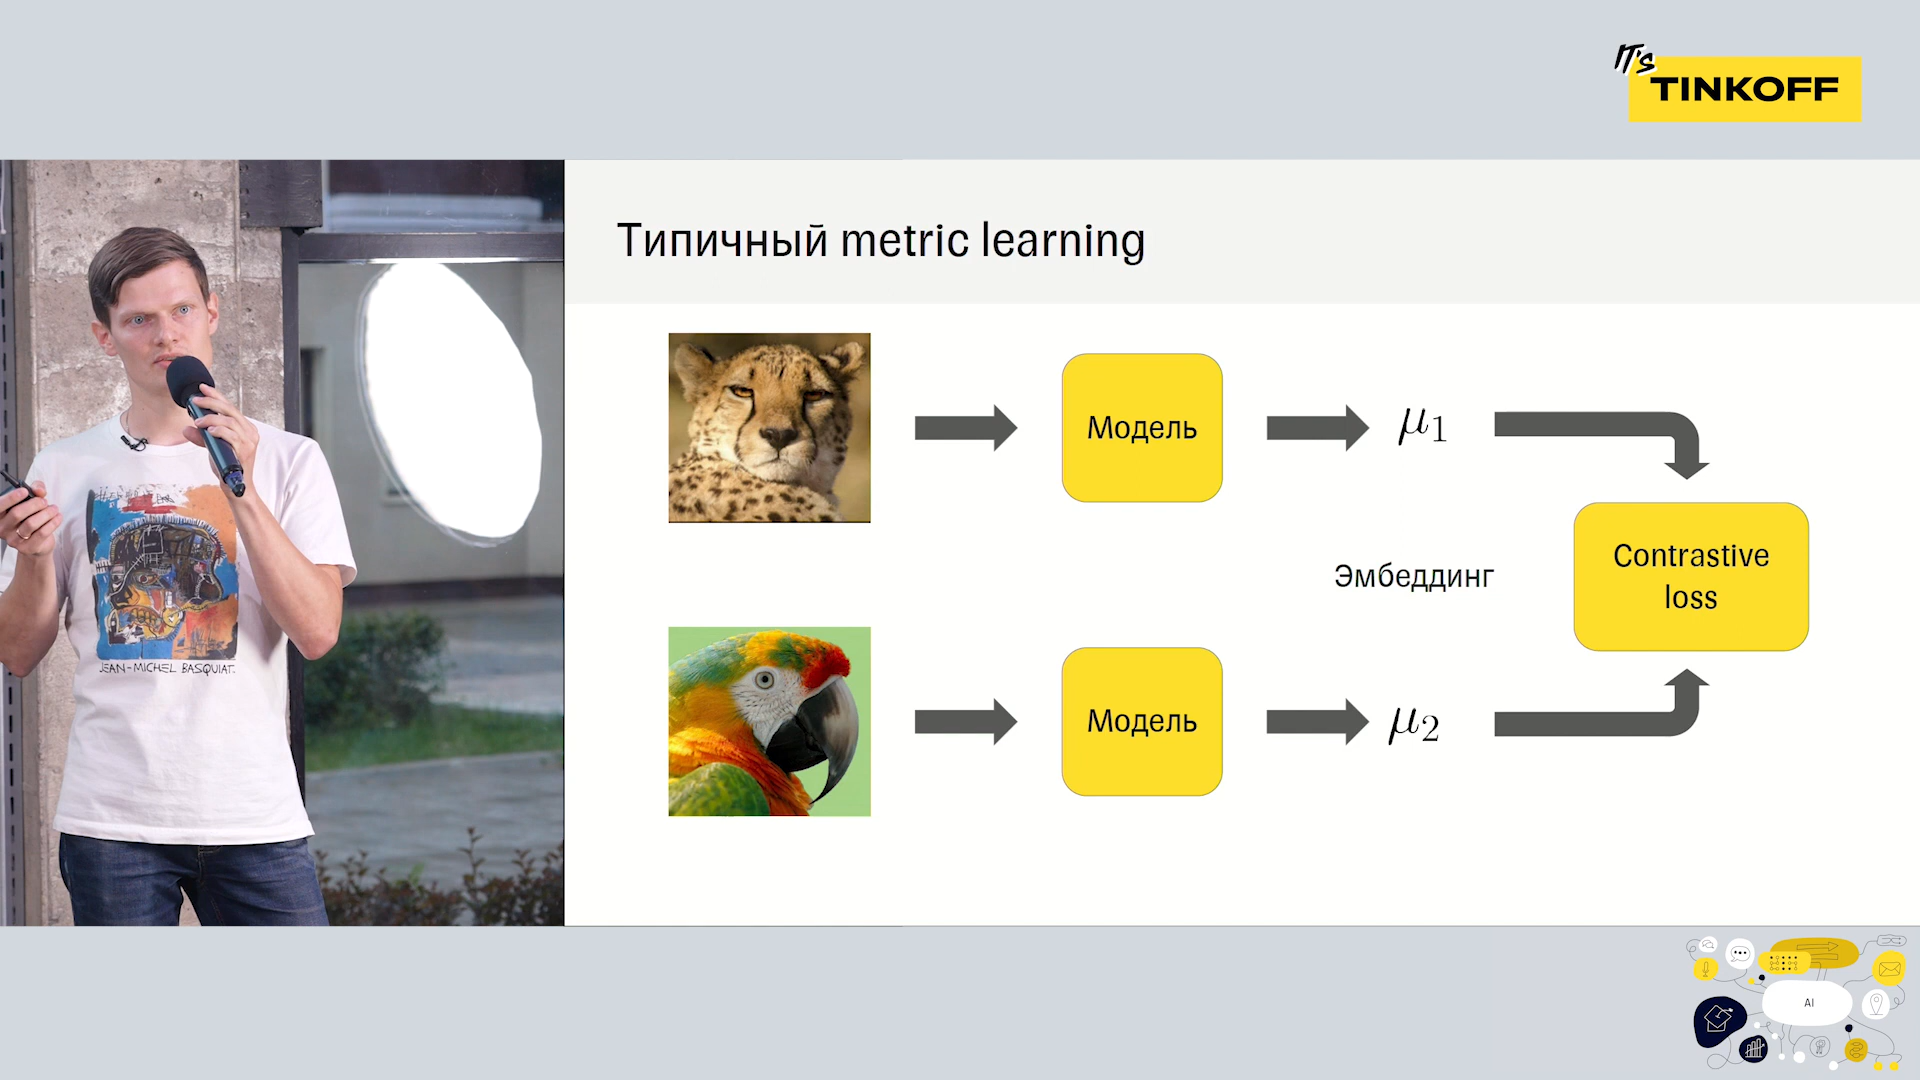 IT's
TINKOFF
Типичный metric learning
Модель
μ1
Эмбеддинг
Contrastive
loss
Модель
μ2
JEAN-MICHEL BASQUIAT.
AI